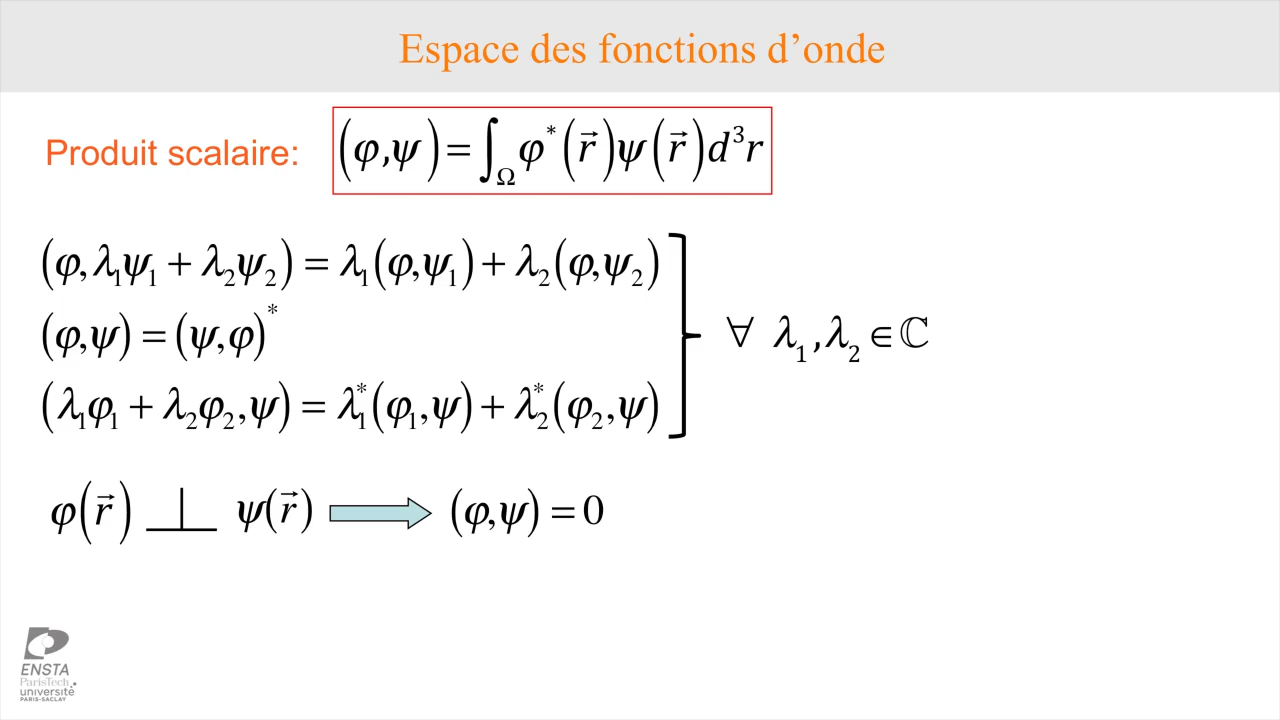 Espace des fonctions d’onde
Produit scalaire: (φ,ψ) = ∫_Ω φ*(r⃗)ψ(r⃗)d³r
(φ,λ₁ψ₁ + λ₂ψ₂) = λ₁(φ,ψ₁) + λ₂(φ,ψ₂)
(φ,ψ) = (ψ,φ)*
∀ λ₁,λ₂ ∈ ℂ
(λ₁φ₁ + λ₂φ₂,ψ) = λ₁*(φ₁,ψ) + λ₂*(φ₂,ψ)
φ(r⃗) ⊥ ψ(r⃗) ⇒ (φ,ψ) = 0
ENSTA
ParisTech
université
PARIS-SACLAY